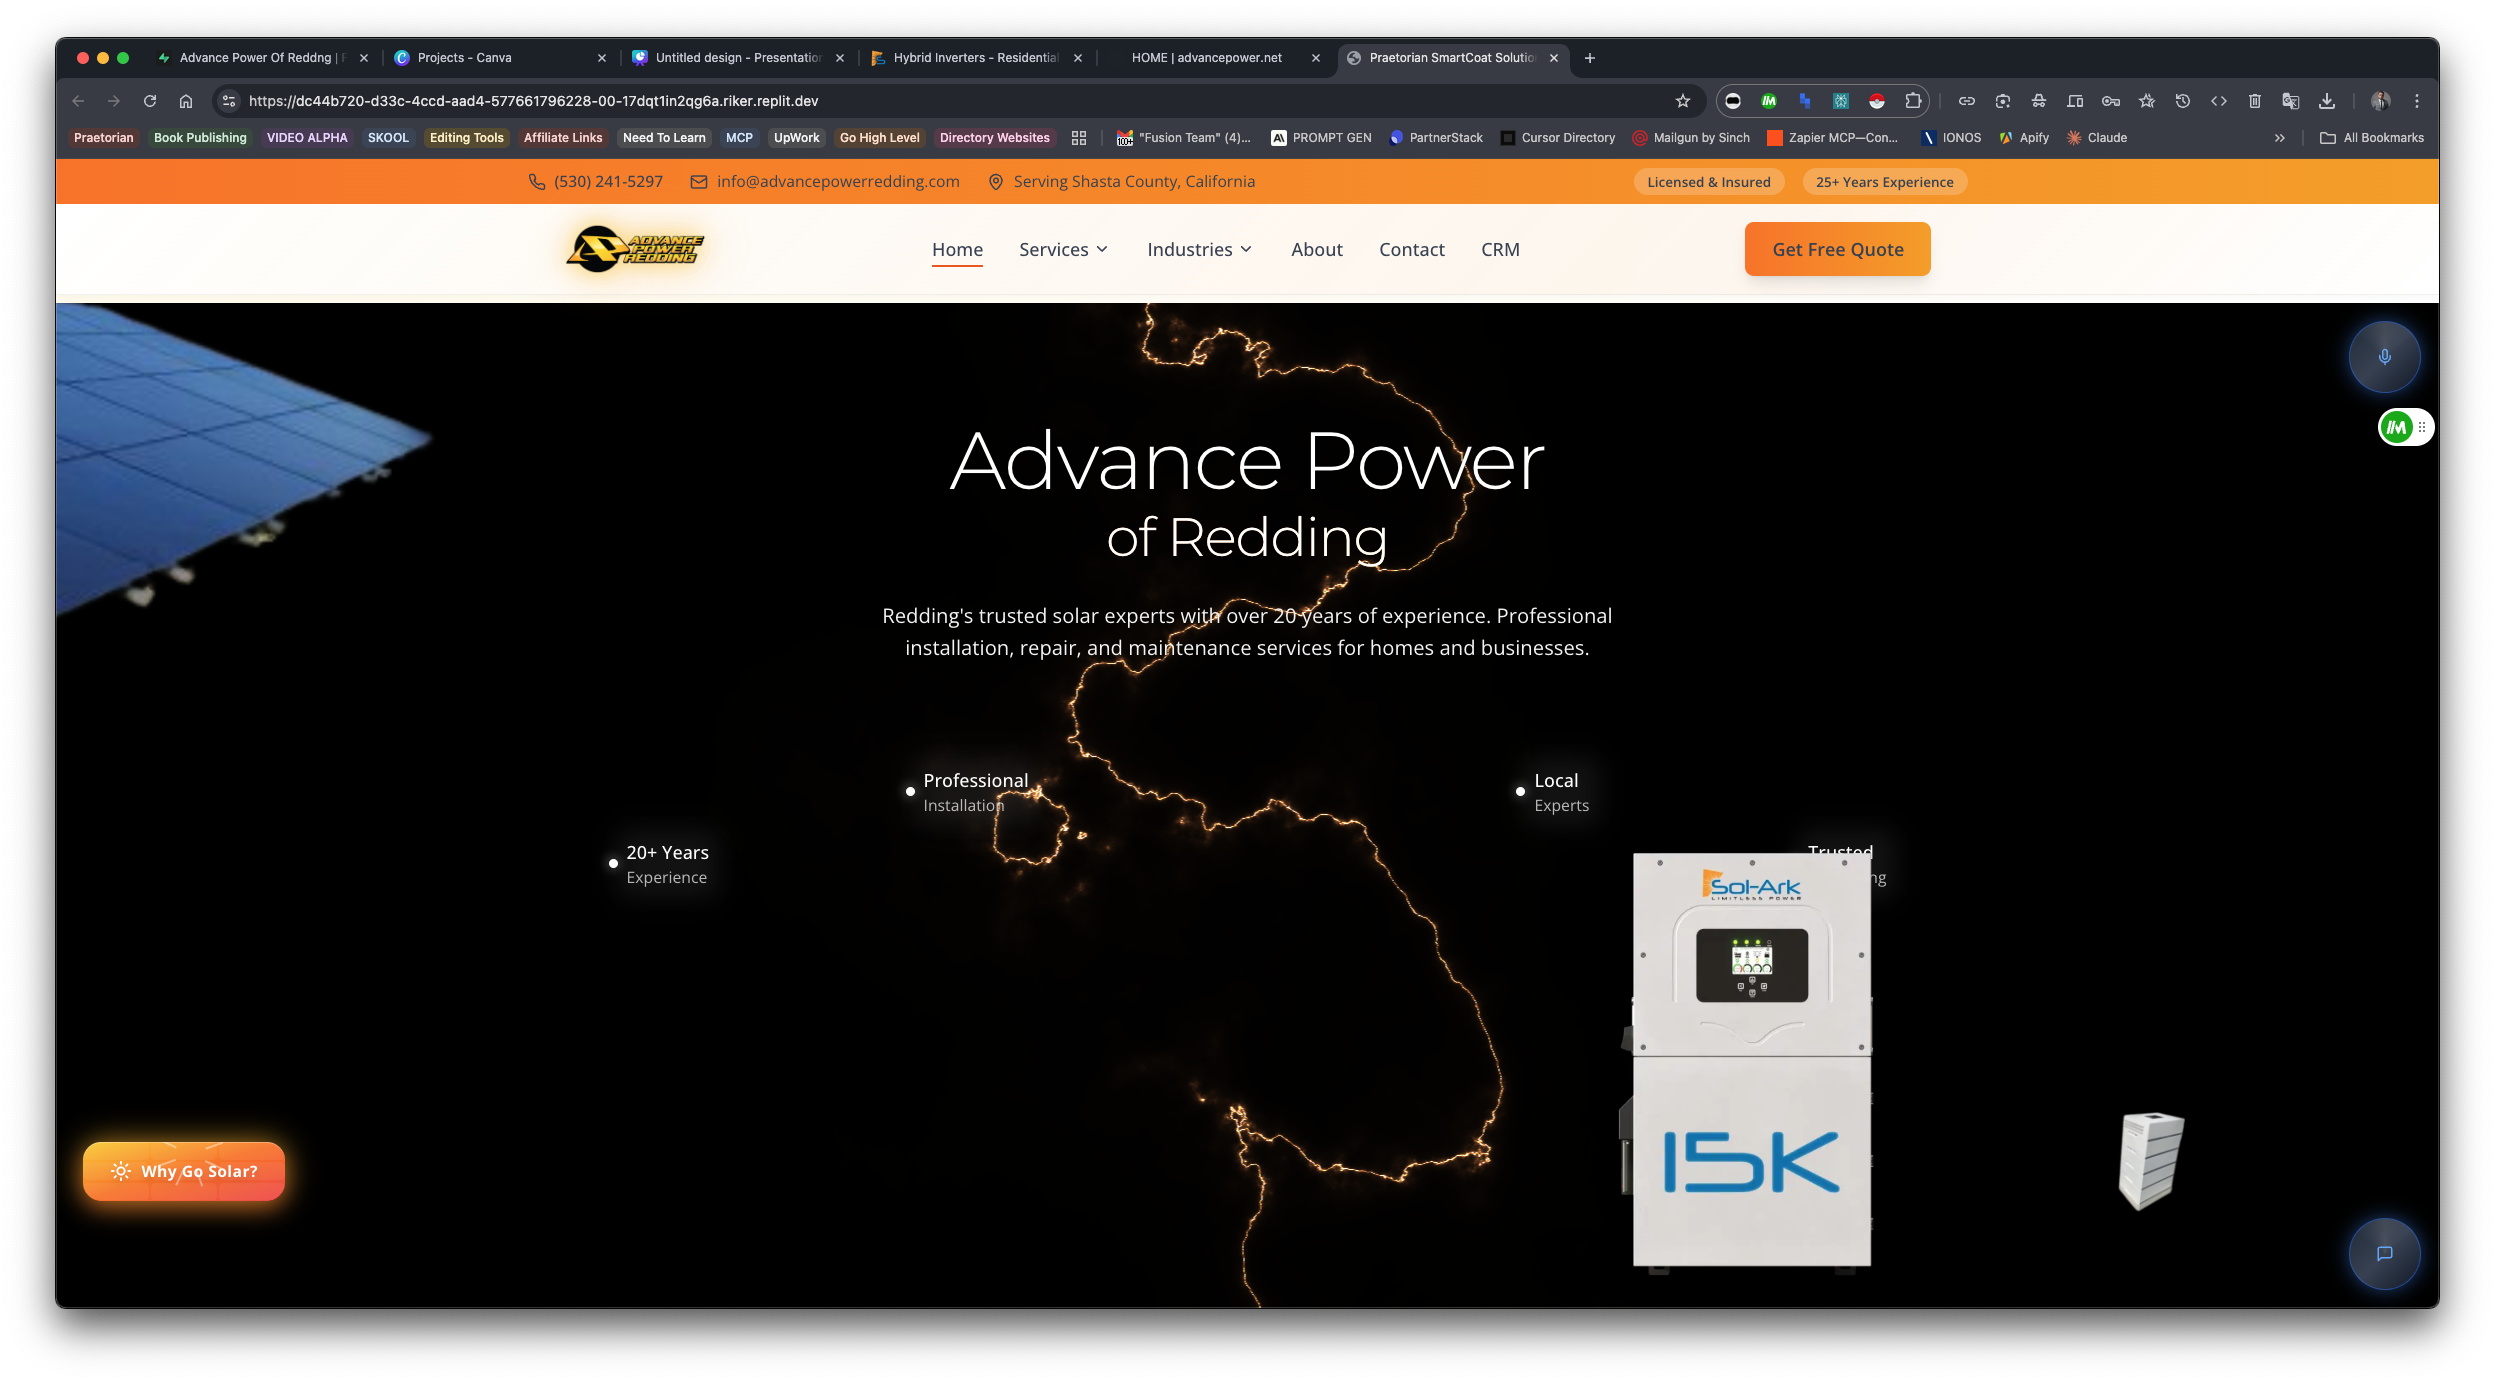 Advance Power Of Reddng |
Projects - Canva
Untitled design - Presentation
Hybrid Inverters - Residential
HOME | advancepower.net
Praetorian SmartCoat Solution
https://dc44b720-d33c-4ccd-aad4-577661796228-00-17dqt1in2qg6a.riker.replit.dev
Praetorian Book Publishing VIDEO ALPHA SKOOL Editing Tools Affiliate Links Need To Learn MCP UpWork Go High Level Directory Websites 100+ "Fusion Team" (4)... PROMPT GEN PartnerStack Cursor Directory Mailgun by Sinch Zapier MCP—Con... IONOS Apify Claude » All Bookmarks
(530) 241-5297 info@advancepowerredding.com Serving Shasta County, California Licensed & Insured 25+ Years Experience
ADVANCE
POWER
REDDING
Home Services Industries About Contact CRM Get Free Quote
Advance Power
of Redding
Redding's trusted solar experts with over 20 years of experience. Professional
installation, repair, and maintenance services for homes and businesses.
Professional
Installation
Local
Experts
20+ Years
Experience
Trusted
ng
Sol-Ark
LIMITLESS POWER
15K
Why Go Solar?